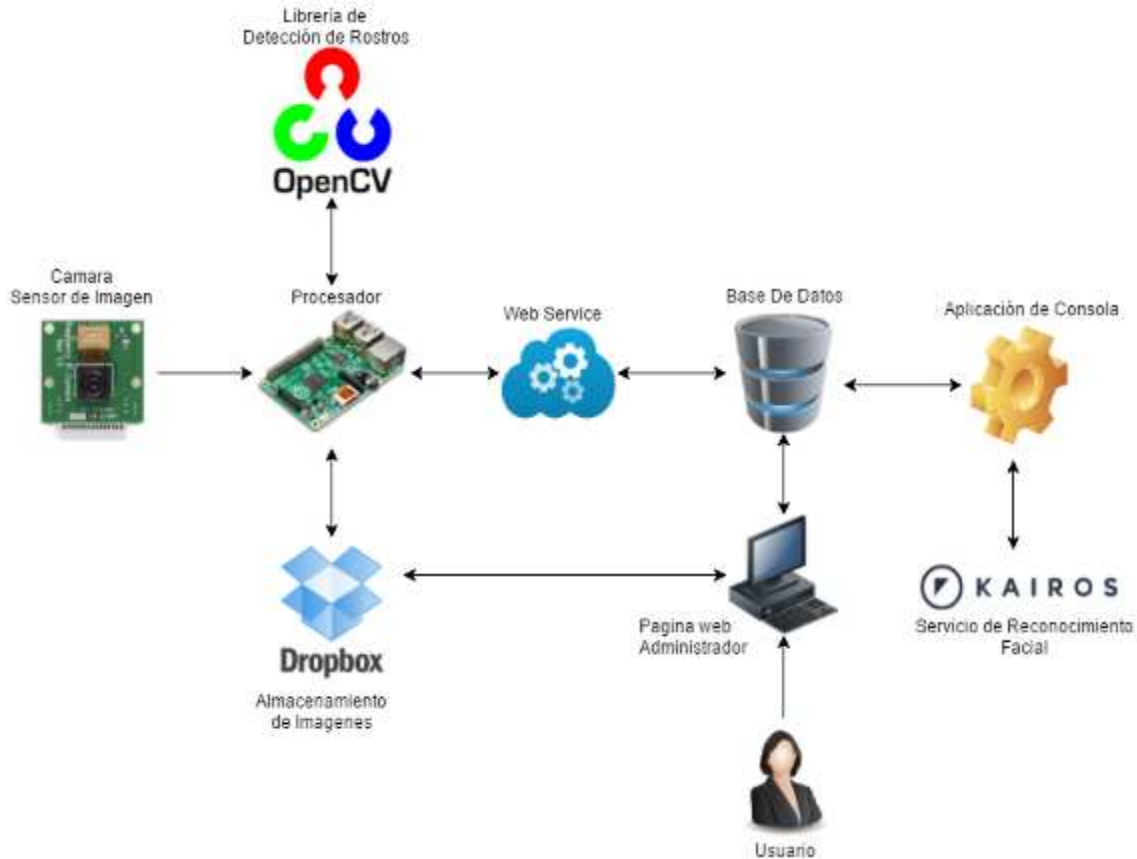 Librería de
Detección de Rostros
OpenCV
Camara
Sensor de Imagen
Procesador
Web Service
Base De Datos
Aplicación de Consola
Dropbox
Almacenamiento
de Imagenes
Pagina web
Administrador
KAIROS
Servicio de Reconocimiento
Facial
Usuario